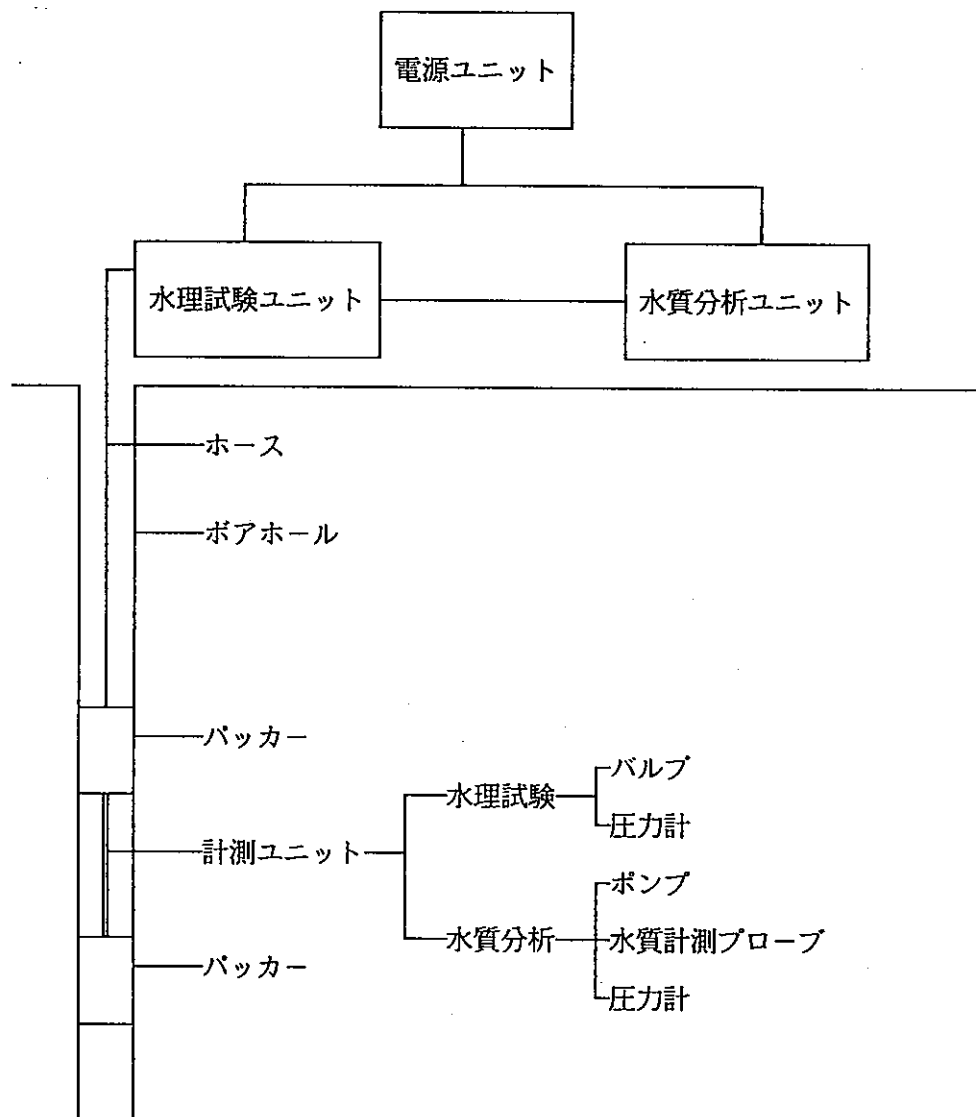 電源ユニット
水理試験ユニット
水質分析ユニット
ホース
ボアホール
パッカー
計測ユニット
水理試験
バルブ
圧力計
水質分析
ポンプ
水質計測プローブ
圧力計
パッカー